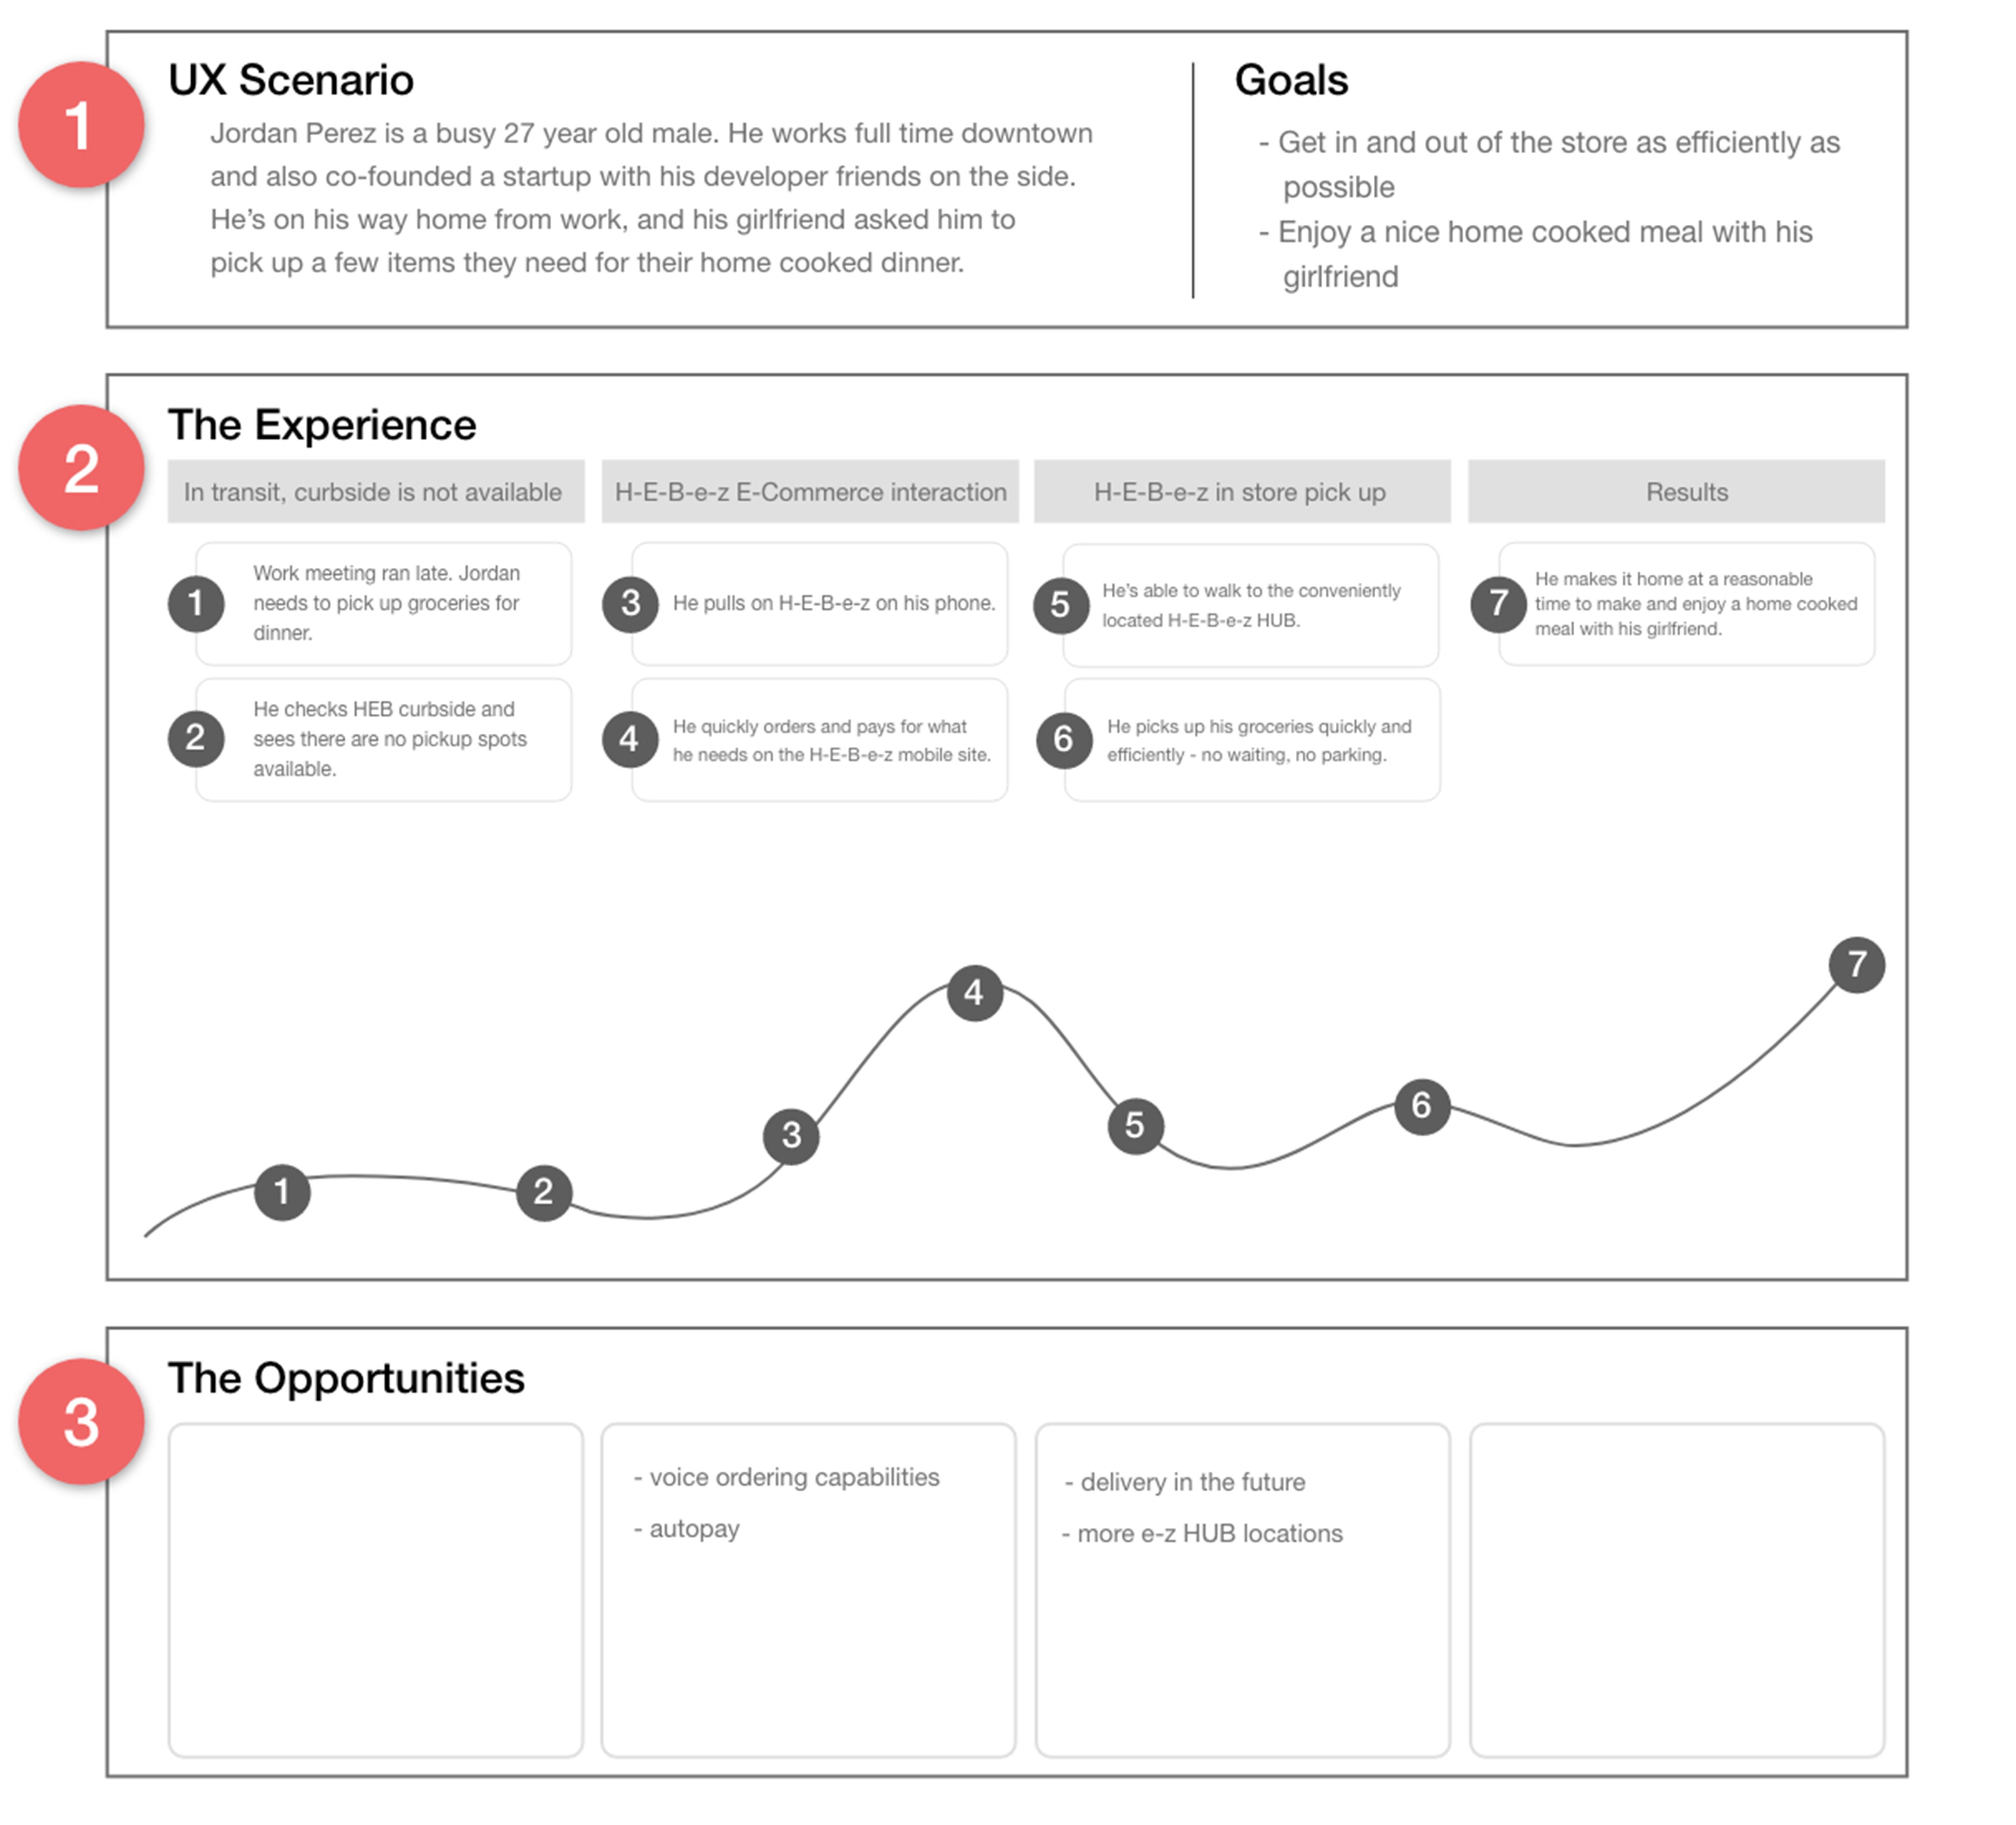 1
UX Scenario
Jordan Perez is a busy 27 year old male. He works full time downtown
and also co-founded a startup with his developer friends on the side.
He's on his way home from work, and his girlfriend asked him to
pick up a few items they need for their home cooked dinner.
Goals
- Get in and out of the store as efficiently as
possible
- Enjoy a nice home cooked meal with his
girlfriend
2
The Experience
In transit, curbside is not available
1
Work meeting ran late. Jordan
needs to pick up groceries for
dinner.
2
He checks HEB curbside and
sees there are no pickup spots
available.
H-E-B-e-z E-Commerce interaction
3
He pulls on H-E-B-e-z on his phone.
4
He quickly orders and pays for what
he needs on the H-E-B-e-z mobile site.
H-E-B-e-z in store pick up
5
He's able to walk to the conveniently
located H-E-B-e-z HUB.
6
He picks up his groceries quickly and
efficiently - no waiting, no parking.
Results
7
He makes it home at a reasonable
time to make and enjoy a home cooked
meal with his girlfriend.
1
2
3
4
5
6
7
3
The Opportunities
- voice ordering capabilities
- autopay
- delivery in the future
- more e-z HUB locations